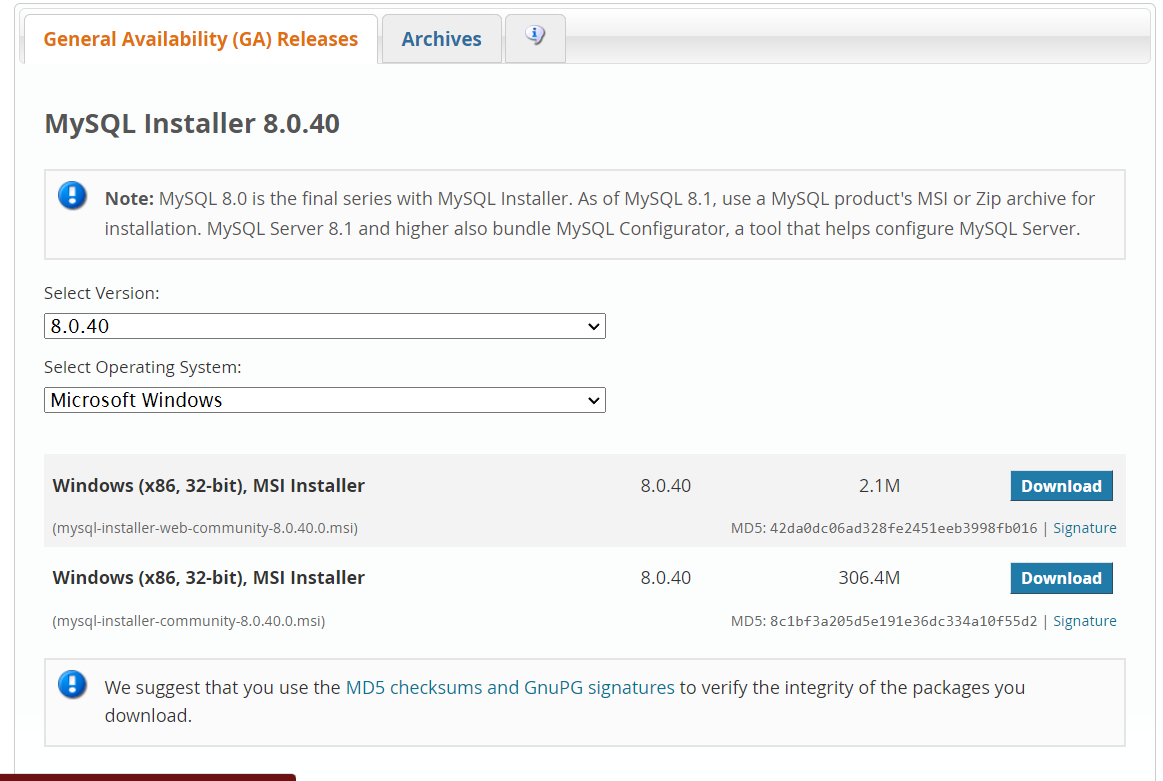 General Availability (GA) Releases
Archives
MySQL Installer 8.0.40
Note: MySQL 8.0 is the final series with MySQL Installer. As of MySQL 8.1, use a MySQL product's MSI or Zip archive for
installation. MySQL Server 8.1 and higher also bundle MySQL Configurator, a tool that helps configure MySQL Server.
Select Version:
8.0.40
Select Operating System:
Microsoft Windows
Windows (x86, 32-bit), MSI Installer 8.0.40 2.1M Download
(mysql-installer-web-community-8.0.40.0.msi) MD5: 42da0dc06ad328fe2451eeb3998fb016 | Signature
Windows (x86, 32-bit), MSI Installer 8.0.40 306.4M Download
(mysql-installer-community-8.0.40.0.msi) MD5: 8c1bf3a205d5e191e36dc334a10f55d2 | Signature
We suggest that you use the MD5 checksums and GnuPG signatures to verify the integrity of the packages you
download.